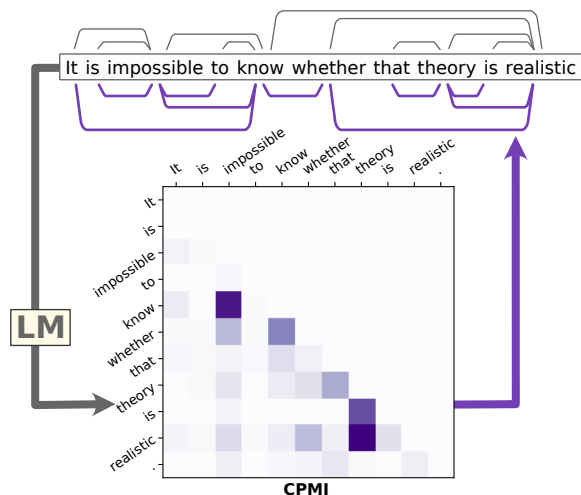 It is impossible to know whether that theory is realistic
It is impossible to know whether that theory is realistic .
It
is
impossible
to
know
whether
that
theory
is
realistic
.
LM
CPMI